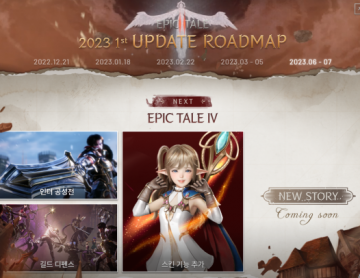 EPIC TALE
2023 1st UPDATE ROADMAP
2022.12.21
2023.01.18
2023.02.22
2023.03 - 05
2023.06 - 07
NEXT
EPIC TALE IV
인터 공성전
길드 디펜스
스킨 기능 추가
NEW STORY
Coming soon